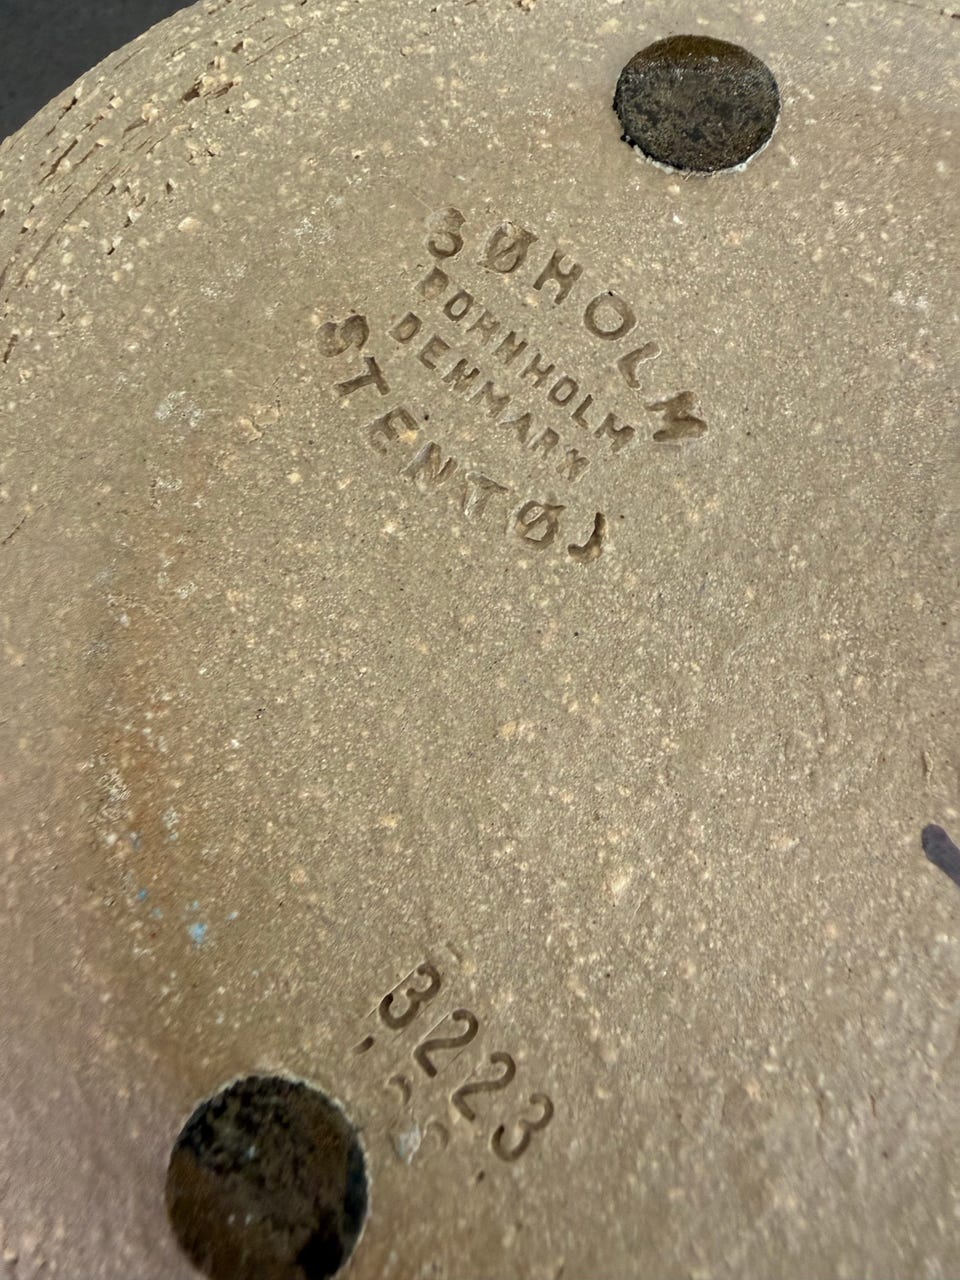 SØHOLM
BORNHOLM
DENMARK
STENTØJ
3223